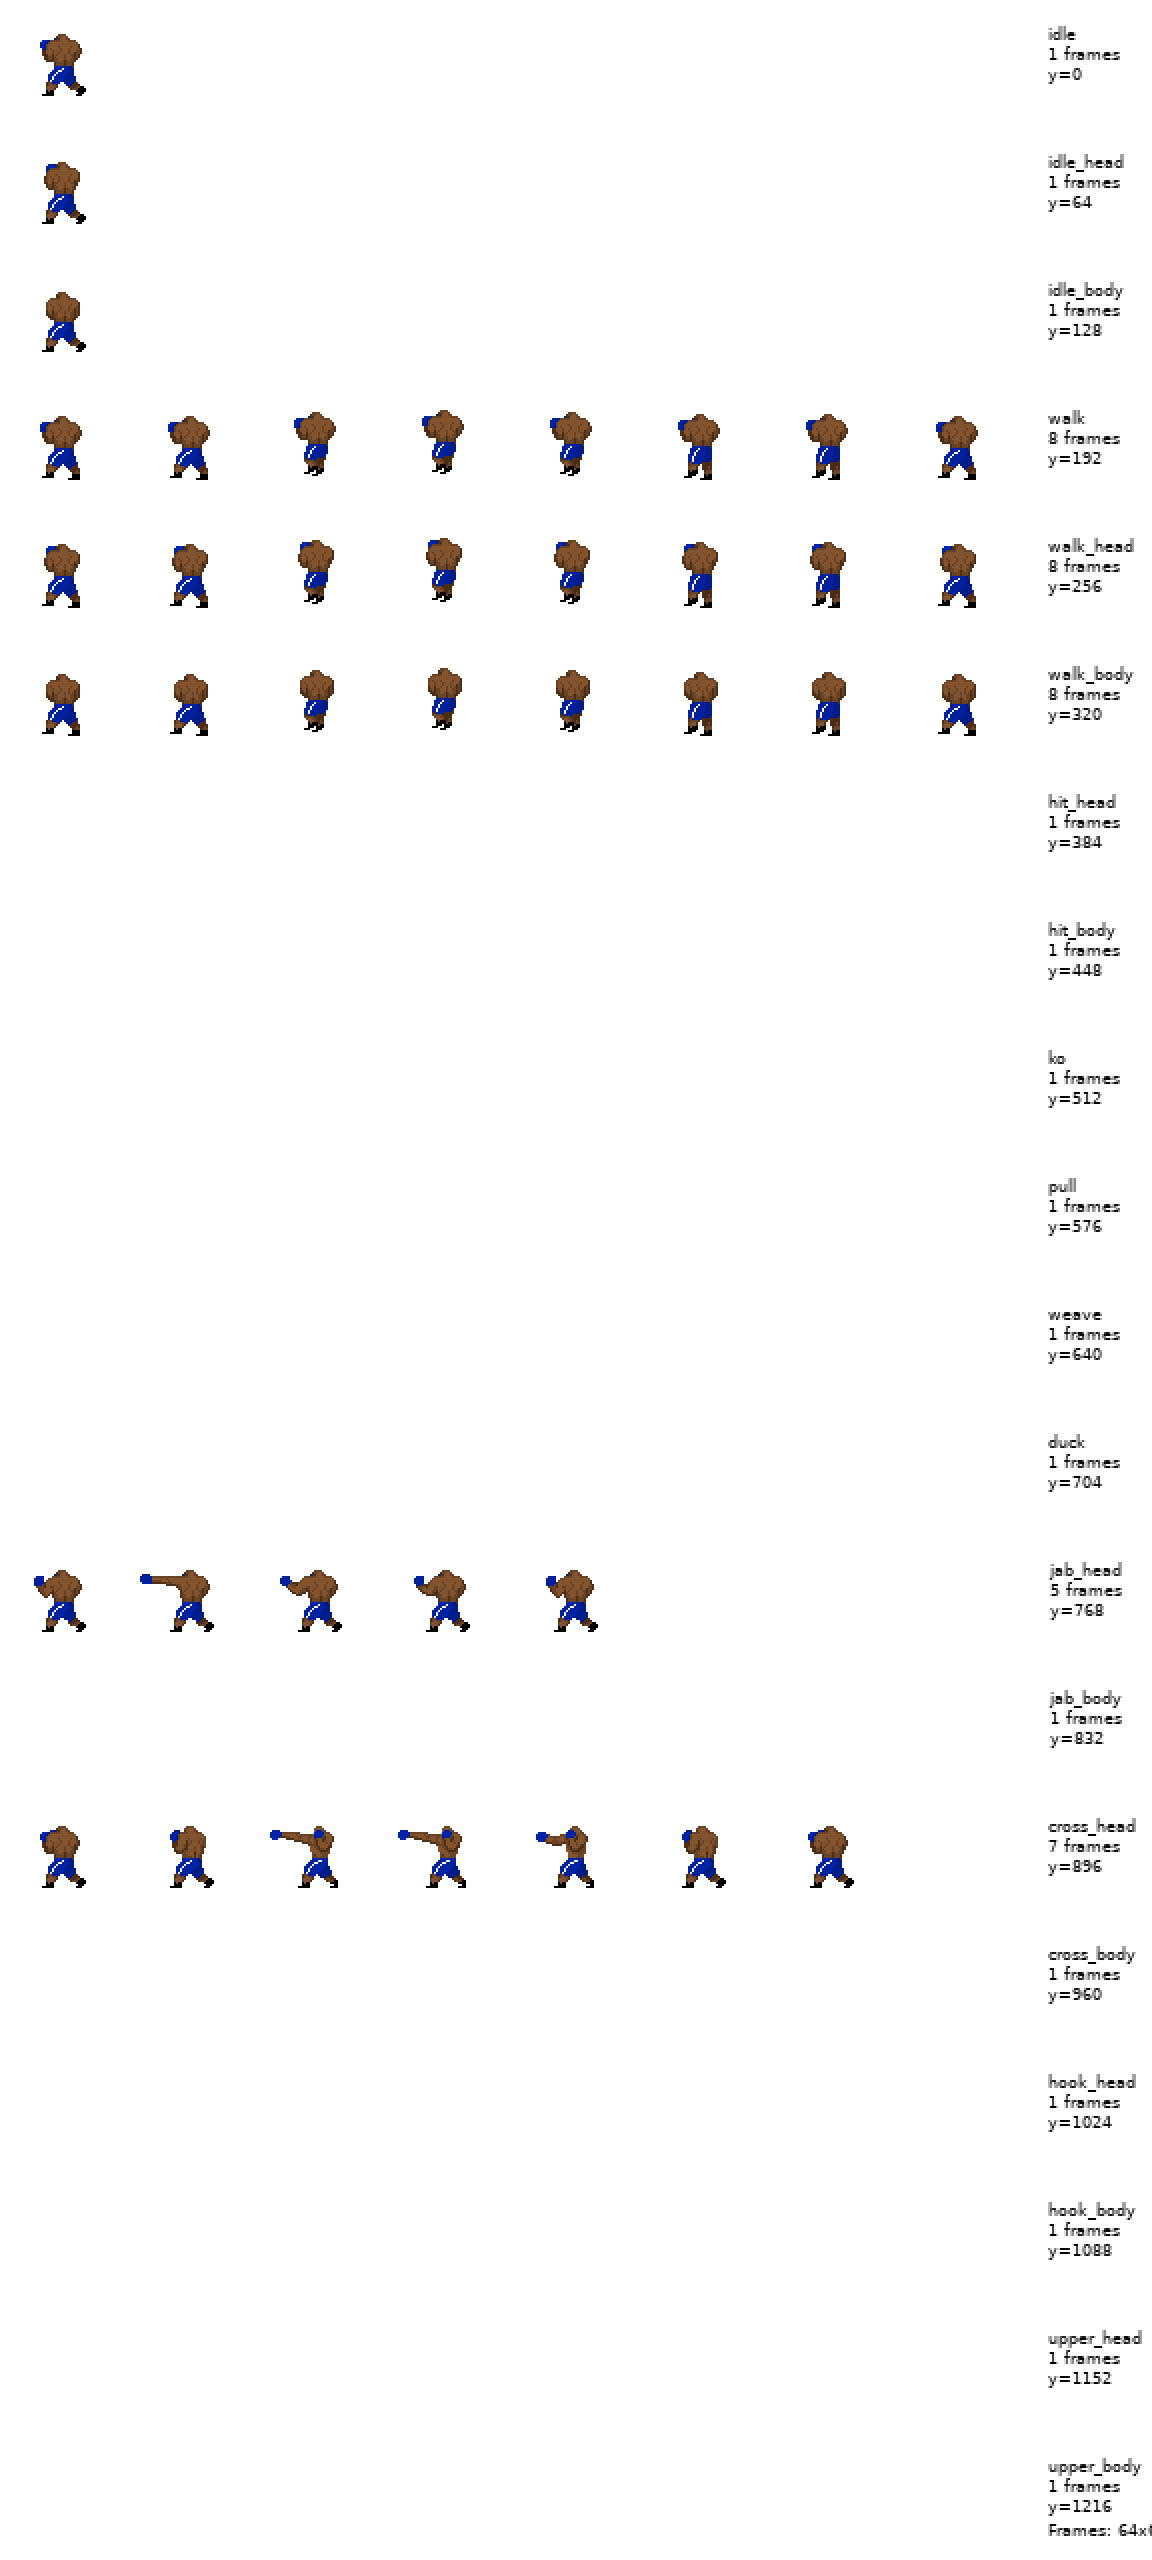 idle
1 frames
y=0
idle_head
1 frames
y=64
idle_body
1 frames
y=128
walk
8 frames
y=192
walk_head
8 frames
y=256
walk_body
8 frames
y=320
hit_head
1 frames
y=384
hit_body
1 frames
y=448
ko
1 frames
y=512
pull
1 frames
y=576
weave
1 frames
y=640
duck
1 frames
y=704
jab_head
5 frames
y=768
jab_body
1 frames
y=832
cross_head
7 frames
y=896
cross_body
1 frames
y=960
hook_head
1 frames
y=1024
hook_body
1 frames
y=1088
upper_head
1 frames
y=1152
upper_body
1 frames
y=1216
Frames: